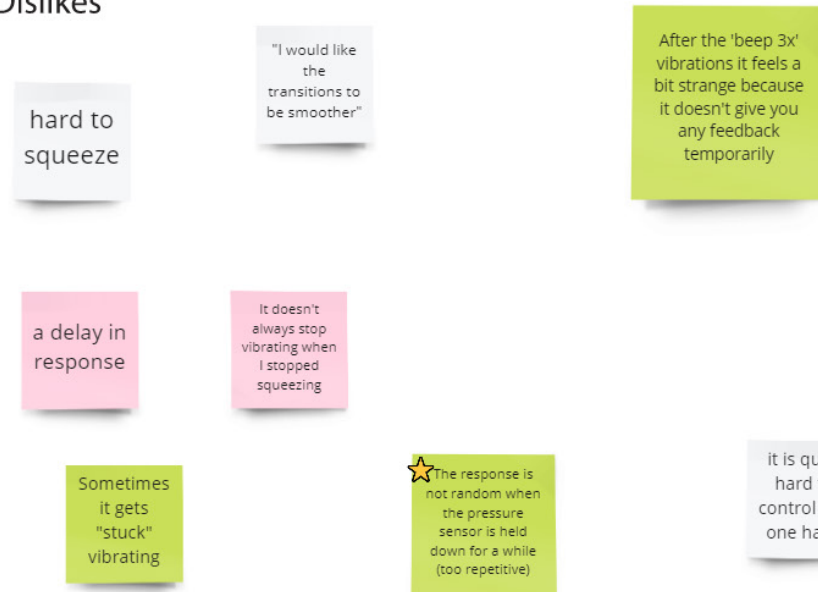 Dislikes
hard to
squeeze
"I would like
the
transitions to
be smoother"
After the 'beep 3x'
vibrations it feels a
bit strange because
it doesn't give you
any feedback
temporarily
a delay in
response
It doesn't
always stop
vibrating when
I stopped
squeezing
Sometimes
it gets
"stuck"
vibrating
The response is
not random when
the pressure
sensor is held
down for a while
(too repetitive)
it is
hard
control
one